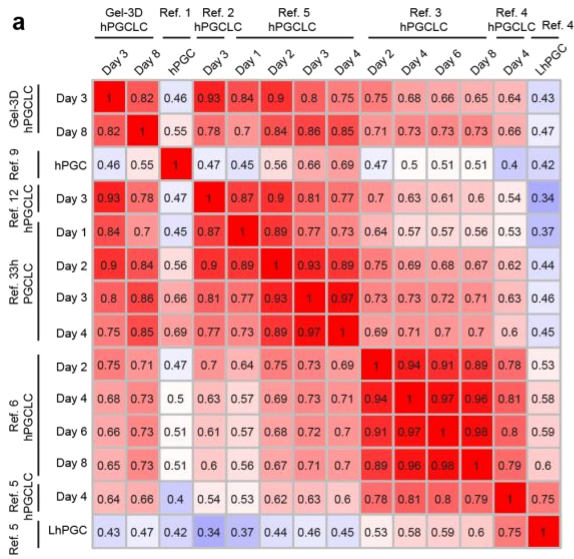 a
Gel-3D Ref. 1 Ref. 2 Ref. 5 Ref. 3 Ref. 4 Ref. 4
hPGCLC hPGCLC hPGCLC hPGCLC hPGCLC
Day 3 Day 8 hPGC Day 3 Day 1 Day 2 Day 3 Day 4 Day 2 Day 4 Day 6 Day 8 Day 4 LhPGC
Gel-3D
hPGCLC
Day 3 1 0.82 0.46 0.93 0.84 0.9 0.8 0.75 0.75 0.68 0.66 0.65 0.64 0.43
Day 8 0.82 1 0.55 0.78 0.7 0.84 0.86 0.85 0.71 0.73 0.73 0.73 0.66 0.47
Ref. 9
hPGC 0.46 0.55 1 0.47 0.45 0.56 0.66 0.69 0.47 0.5 0.51 0.51 0.4 0.42
Ref. 12
hPGCLC
Day 3 0.93 0.78 0.47 1 0.87 0.9 0.81 0.77 0.7 0.63 0.61 0.6 0.54 0.34
Ref. 33h
PGCLC
Day 1 0.84 0.7 0.45 0.87 1 0.89 0.77 0.73 0.64 0.57 0.57 0.56 0.53 0.37
Day 2 0.9 0.84 0.56 0.9 0.89 1 0.93 0.89 0.75 0.69 0.68 0.67 0.62 0.44
Day 3 0.8 0.86 0.66 0.81 0.77 0.93 1 0.97 0.73 0.73 0.72 0.71 0.63 0.46
Day 4 0.75 0.85 0.69 0.77 0.73 0.89 0.97 1 0.69 0.71 0.7 0.7 0.6 0.45
Ref. 6
hPGCLC
Day 2 0.75 0.71 0.47 0.7 0.64 0.75 0.73 0.69 1 0.94 0.91 0.89 0.78 0.53
Day 4 0.68 0.73 0.5 0.63 0.57 0.69 0.73 0.71 0.94 1 0.97 0.96 0.81 0.58
Day 6 0.66 0.73 0.51 0.61 0.57 0.68 0.72 0.7 0.91 0.97 1 0.98 0.8 0.59
Day 8 0.65 0.73 0.51 0.6 0.56 0.67 0.71 0.7 0.89 0.96 0.98 1 0.79 0.6
Ref. 5
hPGCLC
Day 4 0.64 0.66 0.4 0.54 0.53 0.62 0.63 0.6 0.78 0.81 0.8 0.79 1 0.75
Ref. 5
LhPGC 0.43 0.47 0.42 0.34 0.37 0.44 0.46 0.45 0.53 0.58 0.59 0.6 0.75 1